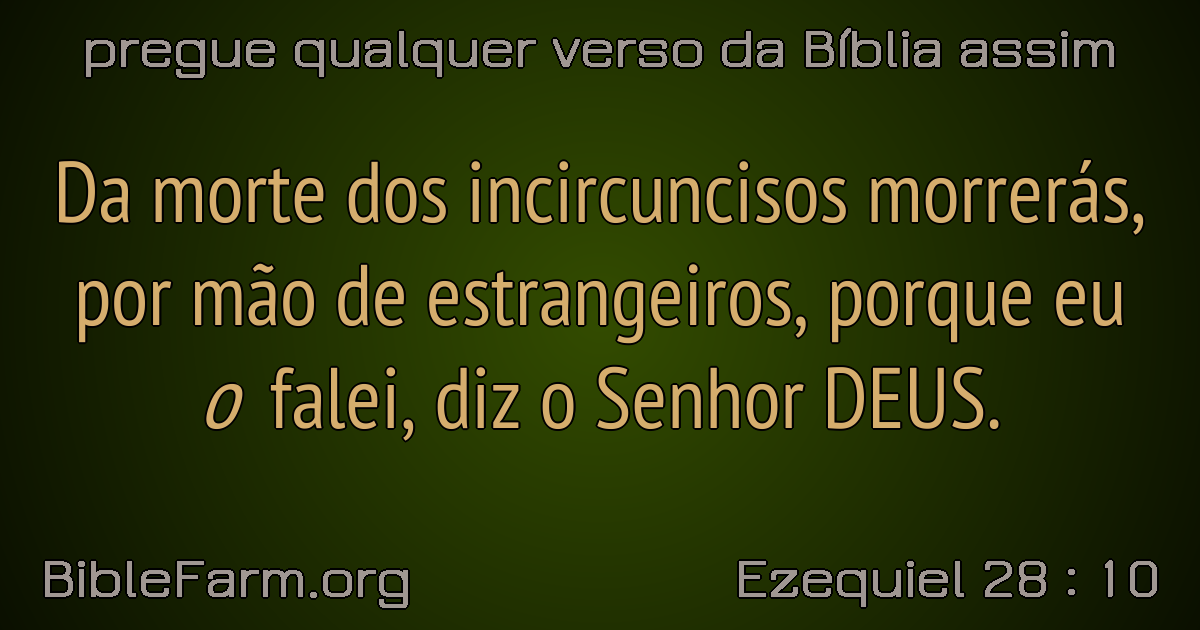 pregue qualquer verso da Bíblia assim
Da morte dos incircuncisos morrerás,
por mão de estrangeiros, porque eu
o falei, diz o Senhor DEUS.
BibleFarm.org
Ezequiel 28 : 10